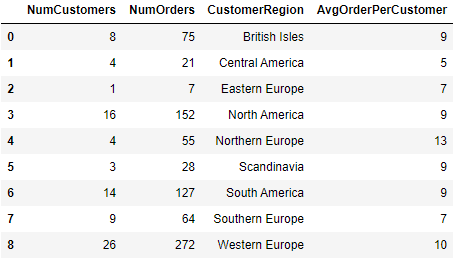 NumCustomers NumOrders CustomerRegion AvgOrderPerCustomer
0 8 75 British Isles 9
1 4 21 Central America 5
2 1 7 Eastern Europe 7
3 16 152 North America 9
4 4 55 Northern Europe 13
5 3 28 Scandinavia 9
6 14 127 South America 9
7 9 64 Southern Europe 7
8 26 272 Western Europe 10